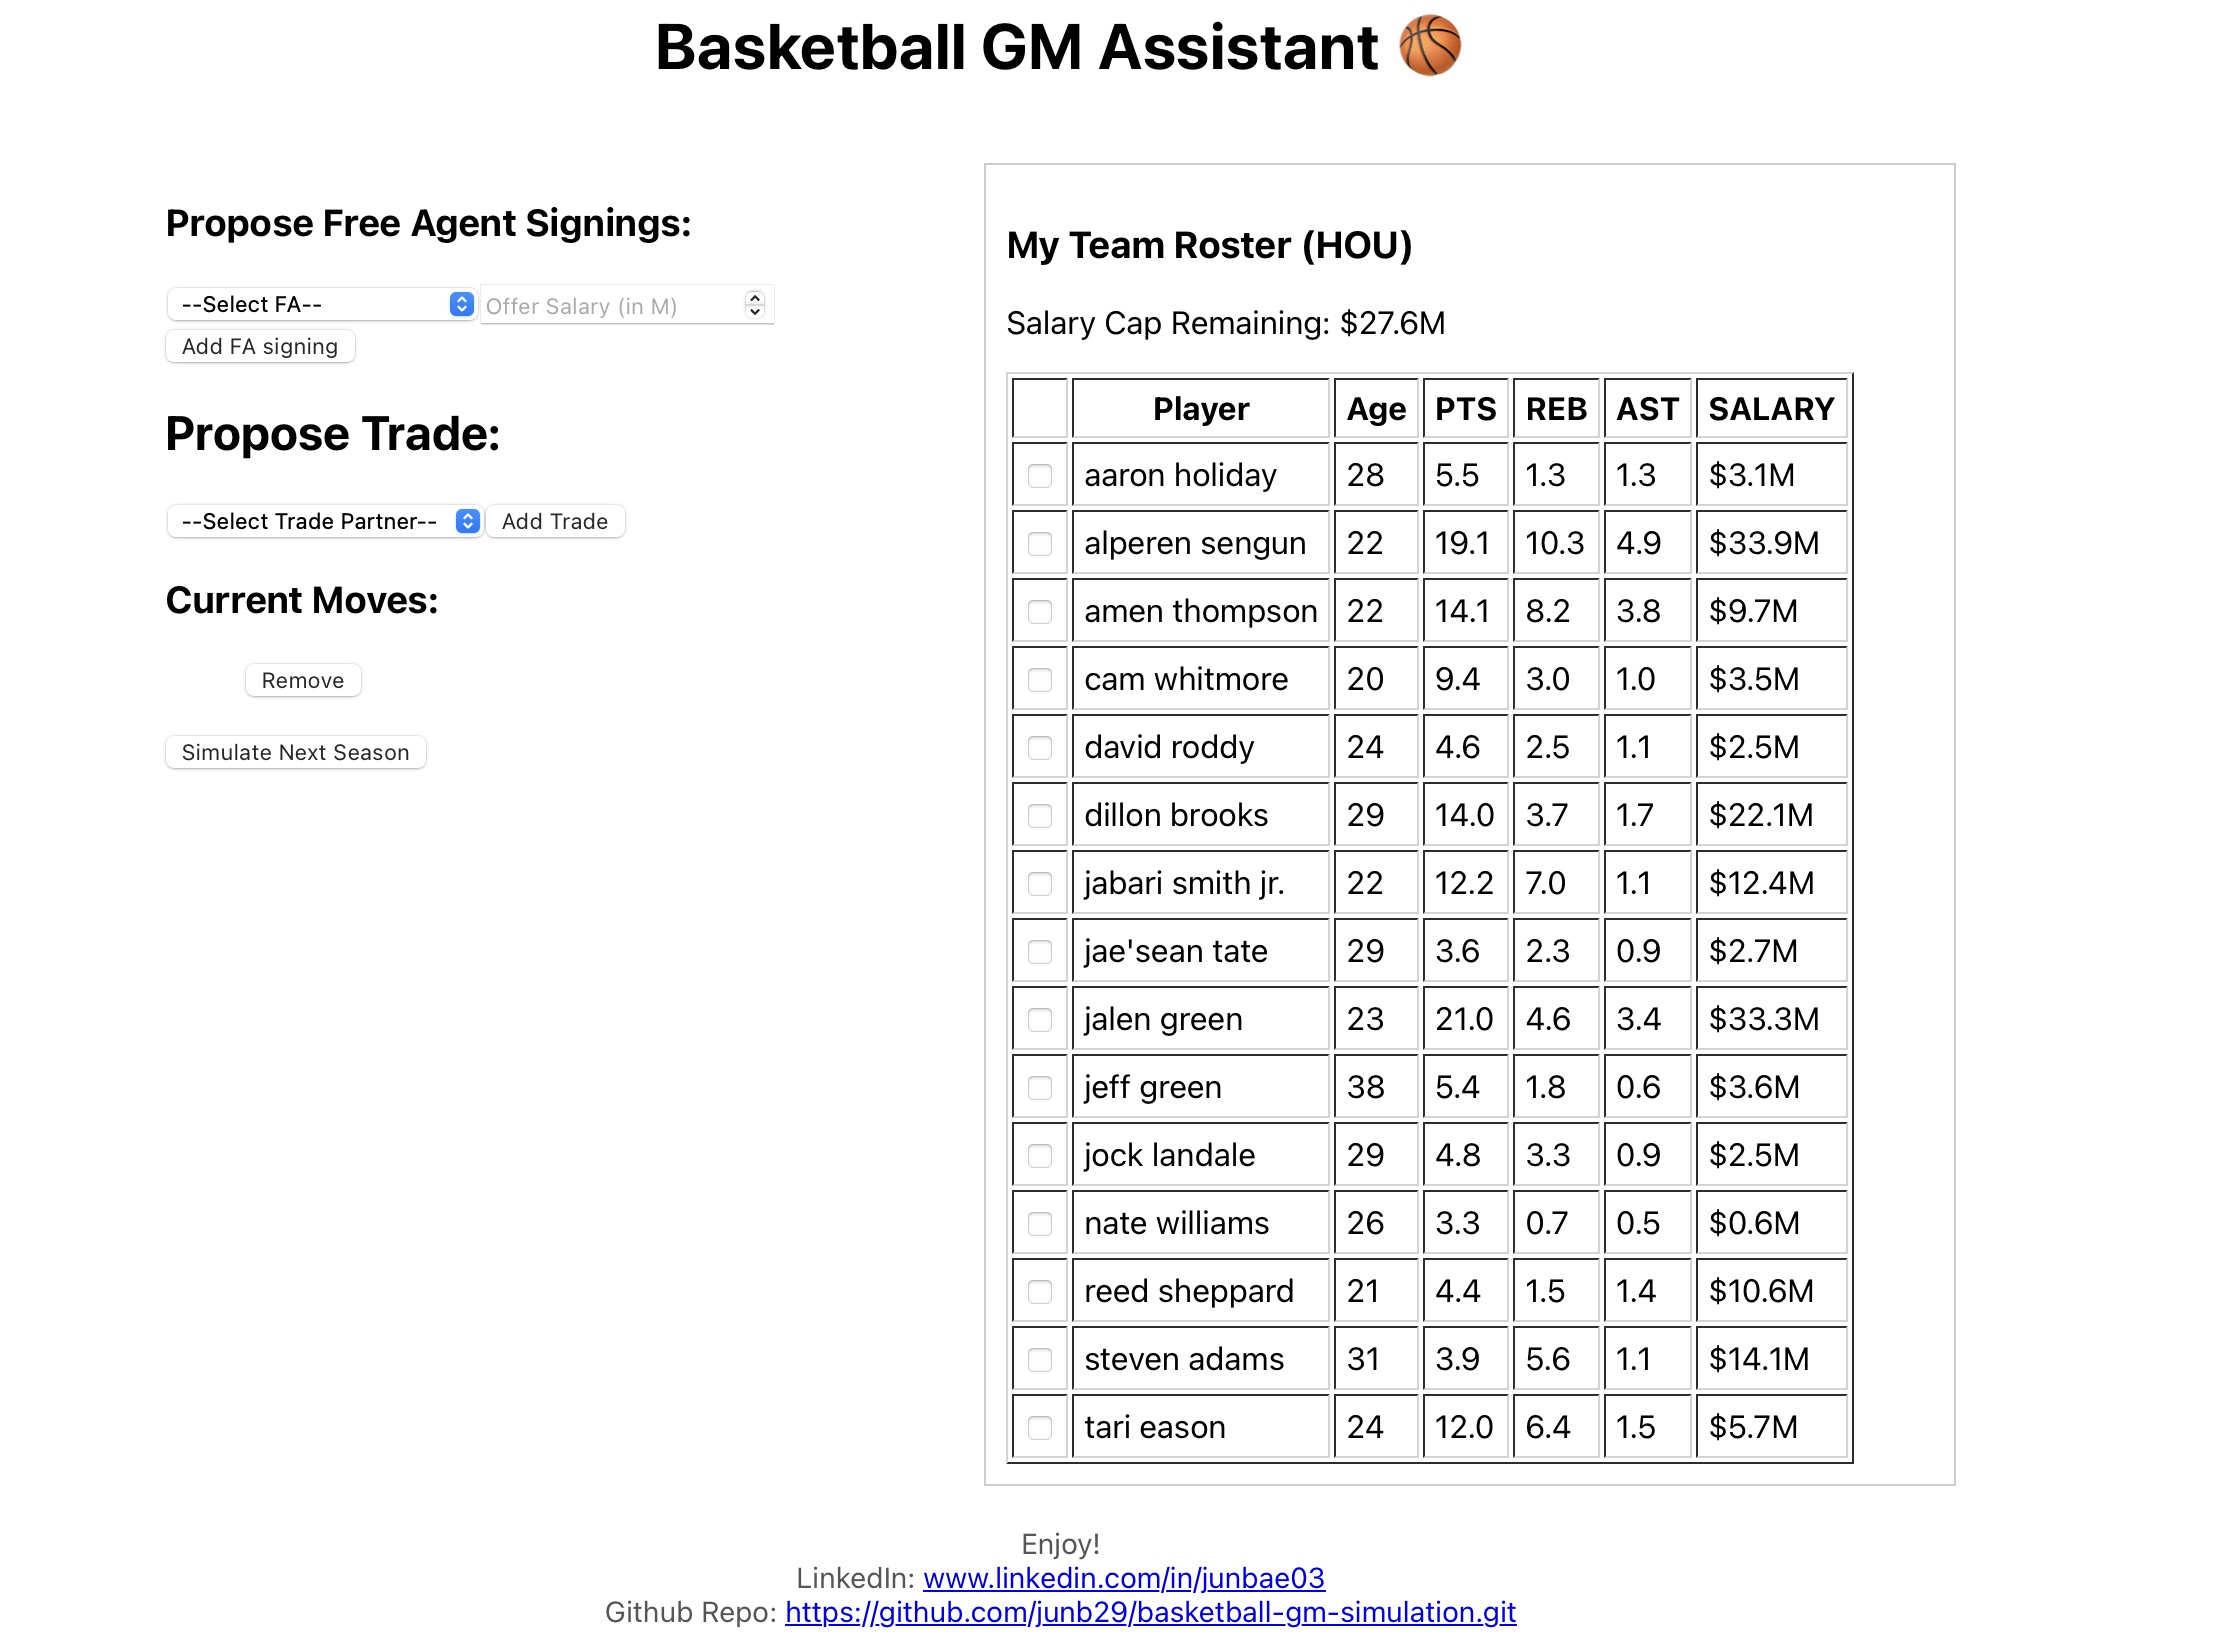 Basketball GM Assistant 🏀
Propose Free Agent Signings:
--Select FA-- Offer Salary (in M)
Add FA signing
Propose Trade:
--Select Trade Partner-- Add Trade
Current Moves:
Remove
Simulate Next Season
My Team Roster (HOU)
Salary Cap Remaining: $27.6M
Player Age PTS REB AST SALARY
aaron holiday 28 5.5 1.3 1.3 $3.1M
alperen sengun 22 19.1 10.3 4.9 $33.9M
amen thompson 22 14.1 8.2 3.8 $9.7M
cam whitmore 20 9.4 3.0 1.0 $3.5M
david roddy 24 4.6 2.5 1.1 $2.5M
dillon brooks 29 14.0 3.7 1.7 $22.1M
jabari smith jr. 22 12.2 7.0 1.1 $12.4M
jae'sean tate 29 3.6 2.3 0.9 $2.7M
jalen green 23 21.0 4.6 3.4 $33.3M
jeff green 38 5.4 1.8 0.6 $3.6M
jock landale 29 4.8 3.3 0.9 $2.5M
nate williams 26 3.3 0.7 0.5 $0.6M
reed sheppard 21 4.4 1.5 1.4 $10.6M
steven adams 31 3.9 5.6 1.1 $14.1M
tari eason 24 12.0 6.4 1.5 $5.7M
Enjoy!
LinkedIn: www.linkedin.com/in/junbae03
Github Repo: https://github.com/junb29/basketball-gm-simulation.git